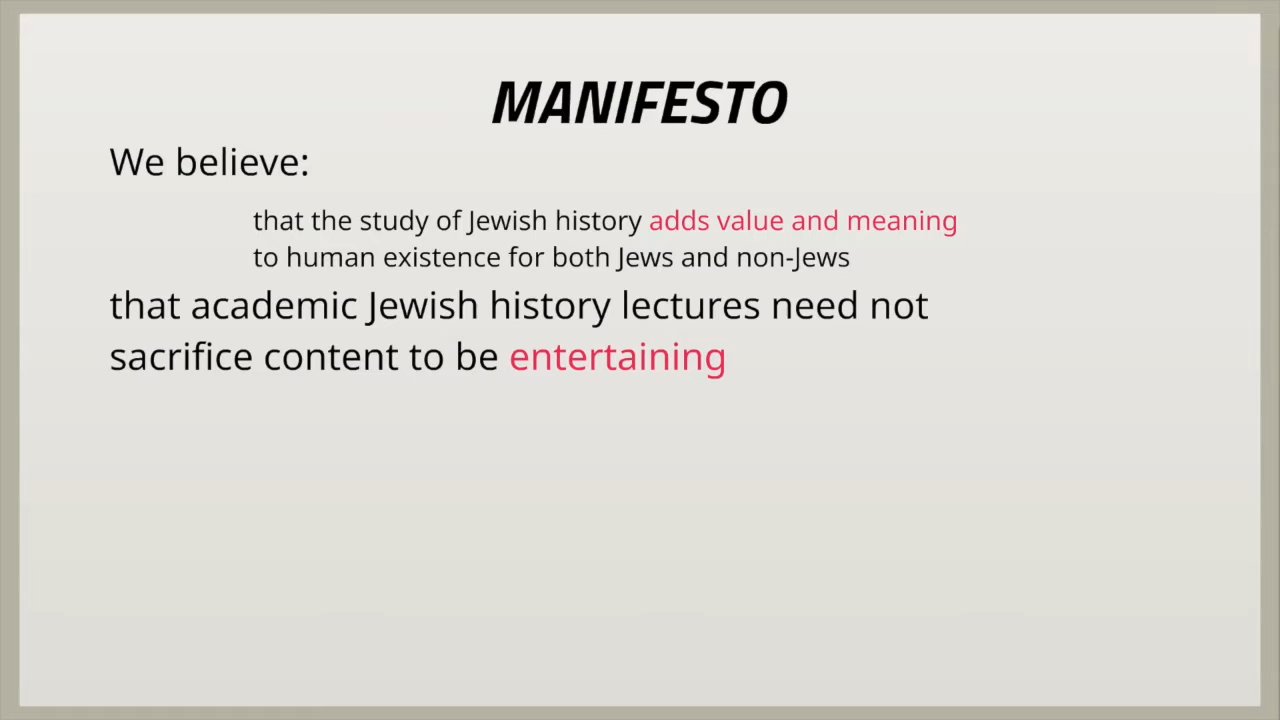 MANIFESTO
We believe:
that the study of Jewish history adds value and meaning
to human existence for both Jews and non-Jews
that academic Jewish history lectures need not
sacrifice content to be entertaining